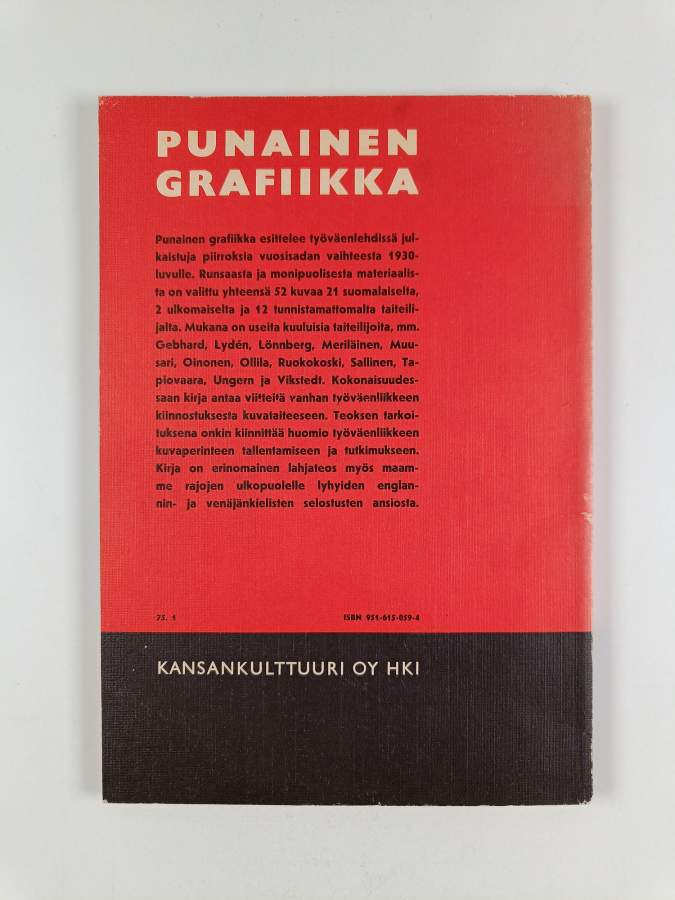 PUNAINEN
GRAFIIKKA
Punainen grafiikka esittelee työväenlehdissä jul-
kaistuja piirroksia vuosisadan vaihteesta 1930-
luvulle. Runsaasta ja monipuolisesta materiaalis-
ta on valittu yhteensä 52 kuvaa 21 suomalaiselta,
2 ulkomaiselta ja 12 tunnistamattomalta taiteili-
jalta. Mukana on useita kuuluisia taiteilijoita, mm.
Gebhard, Lydén, Lönnberg, Meriläinen, Muu-
sari, Oinonen, Ollila, Ruokokoski, Sallinen, Ta-
piovaara, Ungern ja Vikstedt. Kokonaisuudes-
saan kirja antaa viitteitä vanhan työväenliikkeen
kiinnostuksesta kuvataiteeseen. Teoksen tarkoi-
tuksena onkin kiinnittää huomio työväenliikkeen
kuvaperinteen tallentamiseen ja tutkimukseen.
Kirja on erinomainen lahjateos myös maam-
me rajojen ulkopuolelle lyhyiden englan-
nin- ja venäjänkielisten selostusten ansiosta.
75. 1 ISBN 951-615-059-4
KANSANKULTTUURI OY HKI